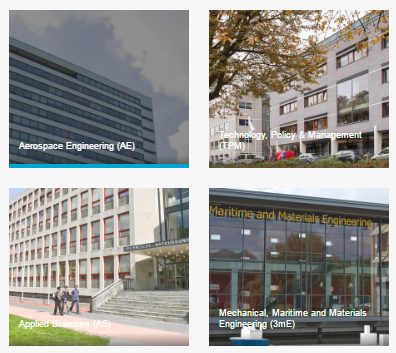 Aerospace Engineering (AE)
Technology, Policy & Management
(TPM)
Applied Sciences (AS)
Maritime and Materials Engineering
Mechanical, Maritime and Materials
Engineering (3mE)